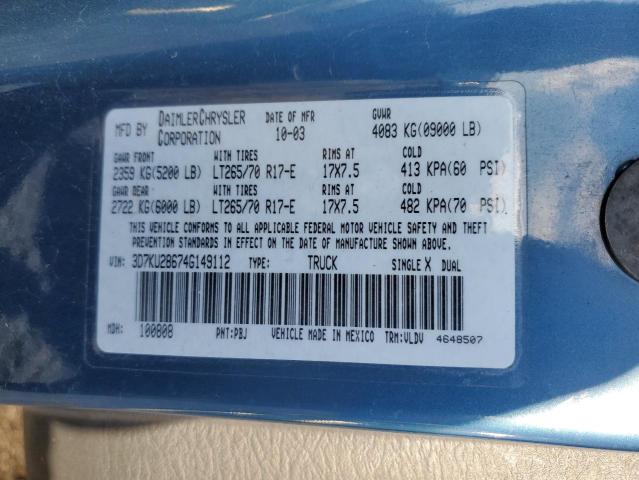 MFD BY DAIMLERCHRYSLER CORPORATION DATE OF MFR 10-03 GVWR 4083 KG(09000 LB)
GAWR FRONT WITH TIRES RIMS AT COLD
2359 KG(5200 LB) LT265/70 R17-E 17X7.5 413 KPA(60 PSI)
GAWR REAR WITH TIRES RIMS AT COLD
2722 KG(6000 LB) LT265/70 R17-E 17X7.5 482 KPA(70 PSI)
THIS VEHICLE CONFORMS TO ALL APPLICABLE FEDERAL MOTOR VEHICLE SAFETY AND THEFT
PREVENTION STANDARDS IN EFFECT ON THE DATE OF MANUFACTURE SHOWN ABOVE.
VIN: 3D7KU28674G149112 TYPE: TRUCK SINGLE X DUAL
MDH: 100808 PNT:PBJ VEHICLE MADE IN MEXICO TRM:VLDV 4648507